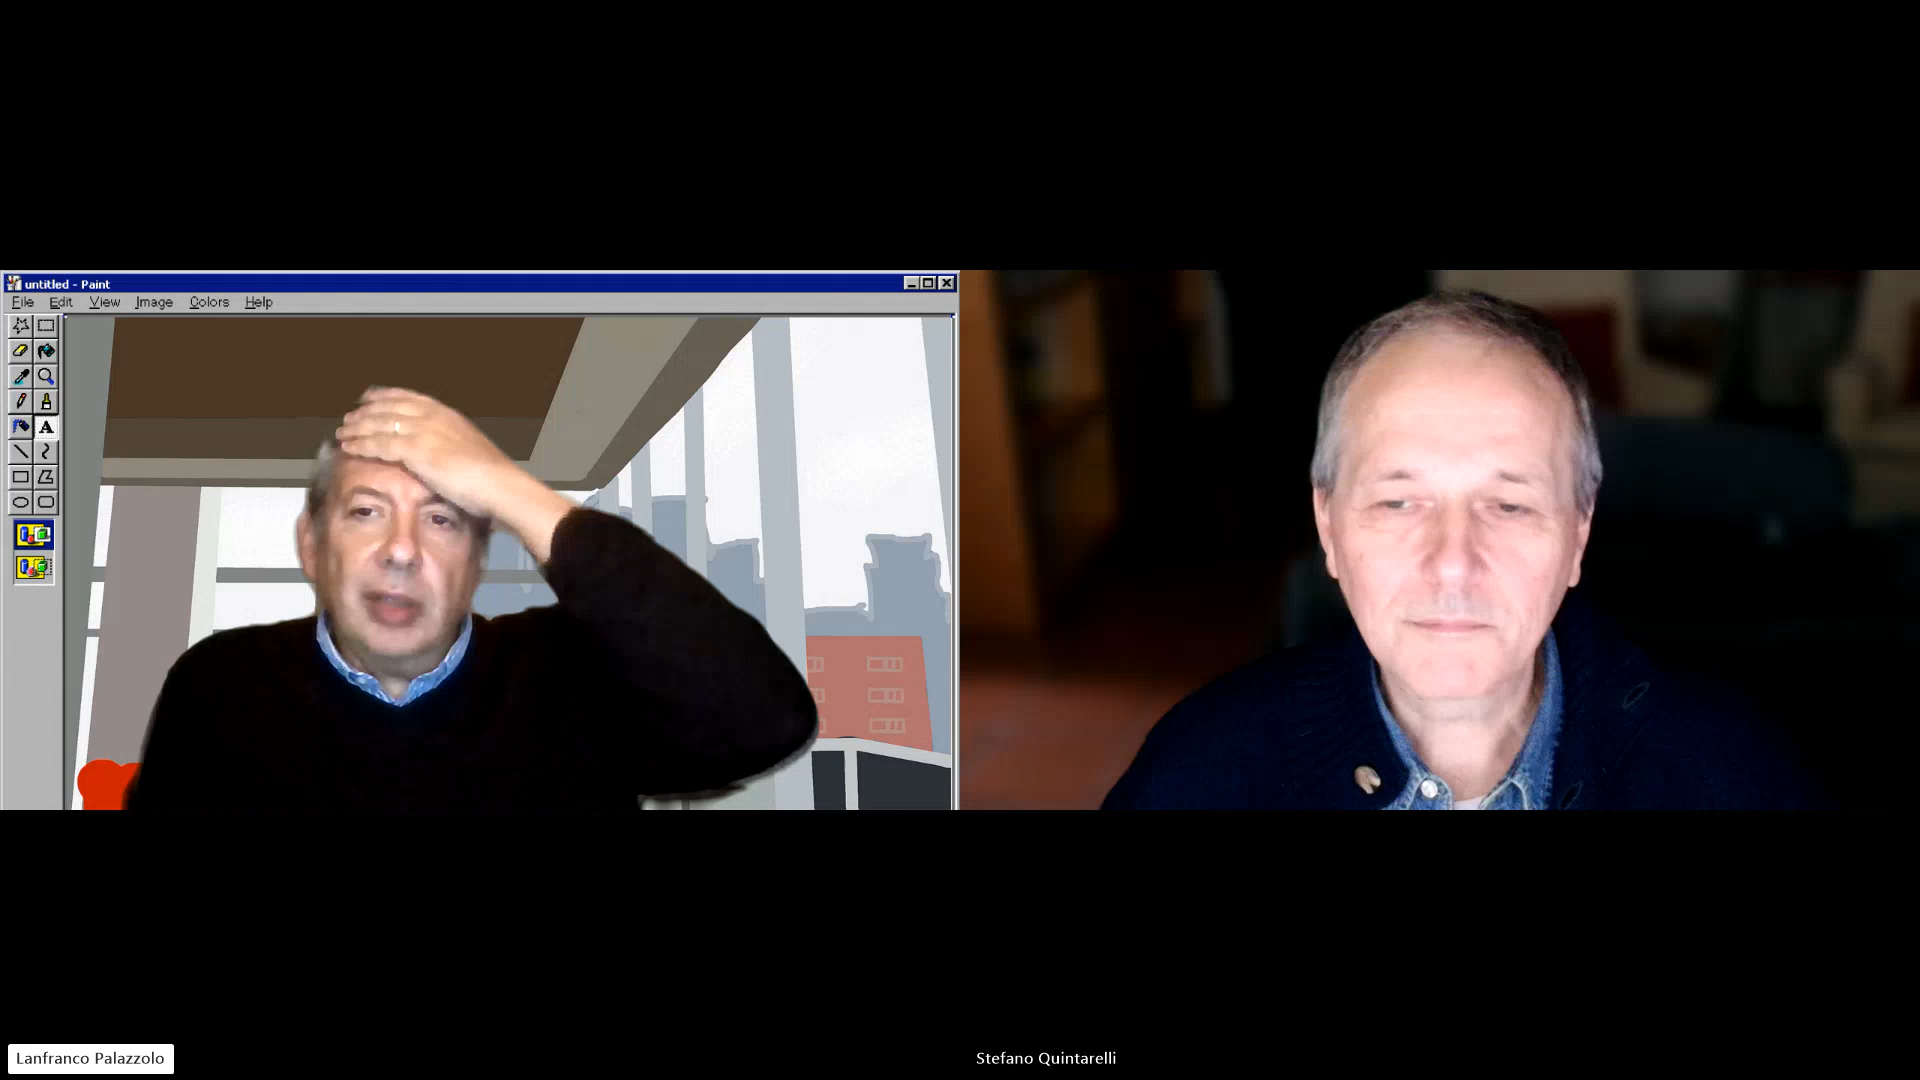 untitled - Paint
File Edit View Image Colors Help
A
Lanfranco Palazzolo
Stefano Quintarelli